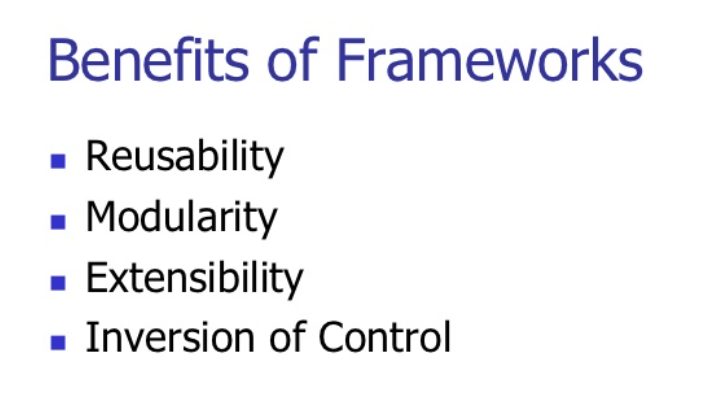 Benefits of Frameworks
Reusability
Modularity
Extensibility
Inversion of Control